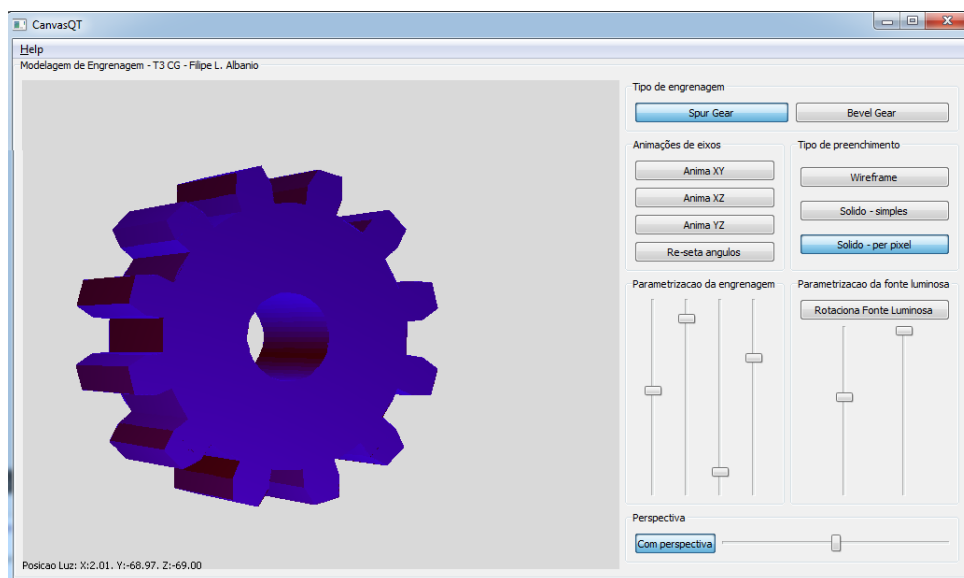 CanvasQT
Help
Modelagem de Engrenagem - T3 CG - Filipe L. Albanio
Tipo de engrenagem
Spur Gear
Bevel Gear
Animações de eixos
Anima XY
Anima XZ
Anima YZ
Re-seta angulos
Tipo de preenchimento
Wireframe
Solido - simples
Solido - per pixel
Parametrizacao da engrenagem
Parametrizacao da fonte luminosa
Rotaciona Fonte Luminosa
Perspectiva
Com perspectiva
Posicao Luz: X:2.01. Y:-68.97. Z:-69.00